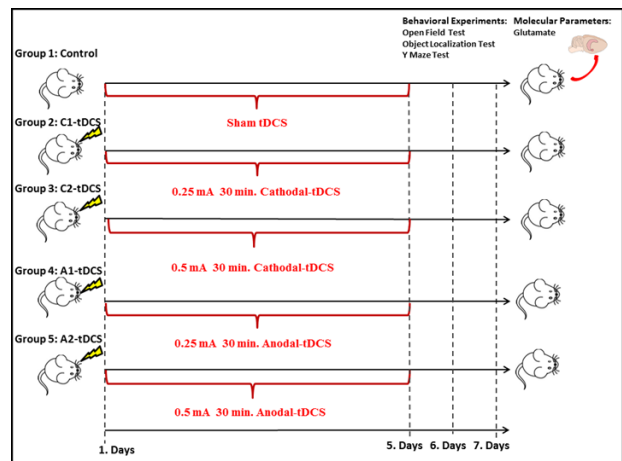 Behavioral Experiments:
Open Field Test
Object Localization Test
Y Maze Test
Molecular Parameters:
Glutamate
Group 1: Control
Sham tDCS
Group 2: C1-tDCS
0.25 mA 30 min. Cathodal-tDCS
Group 3: C2-tDCS
0.5 mA 30 min. Cathodal-tDCS
Group 4: A1-tDCS
0.25 mA 30 min. Anodal-tDCS
Group 5: A2-tDCS
0.5 mA 30 min. Anodal-tDCS
1. Days
5. Days
6. Days
7. Days